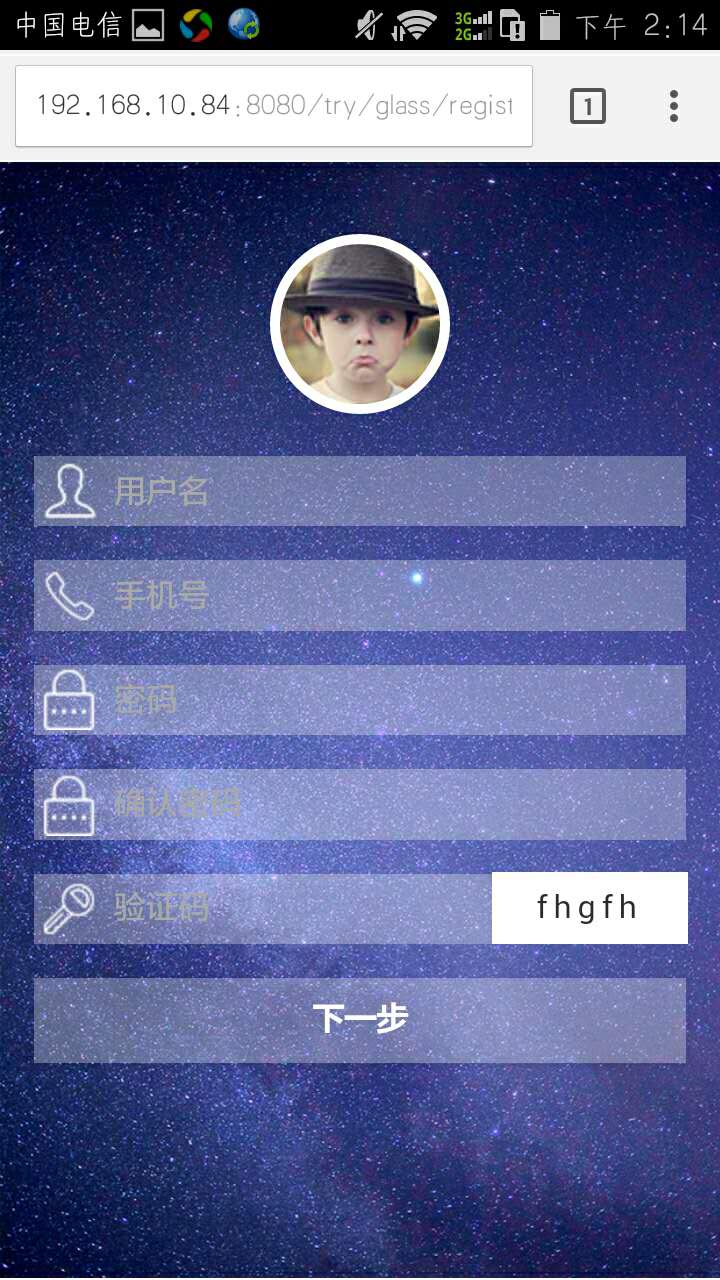 中国电信 3G 2G 下午 2:14
192.168.10.84:8080/try/glass/regist 1
用户名
手机号
密码
确认密码
验证码 fhgfh
下一步